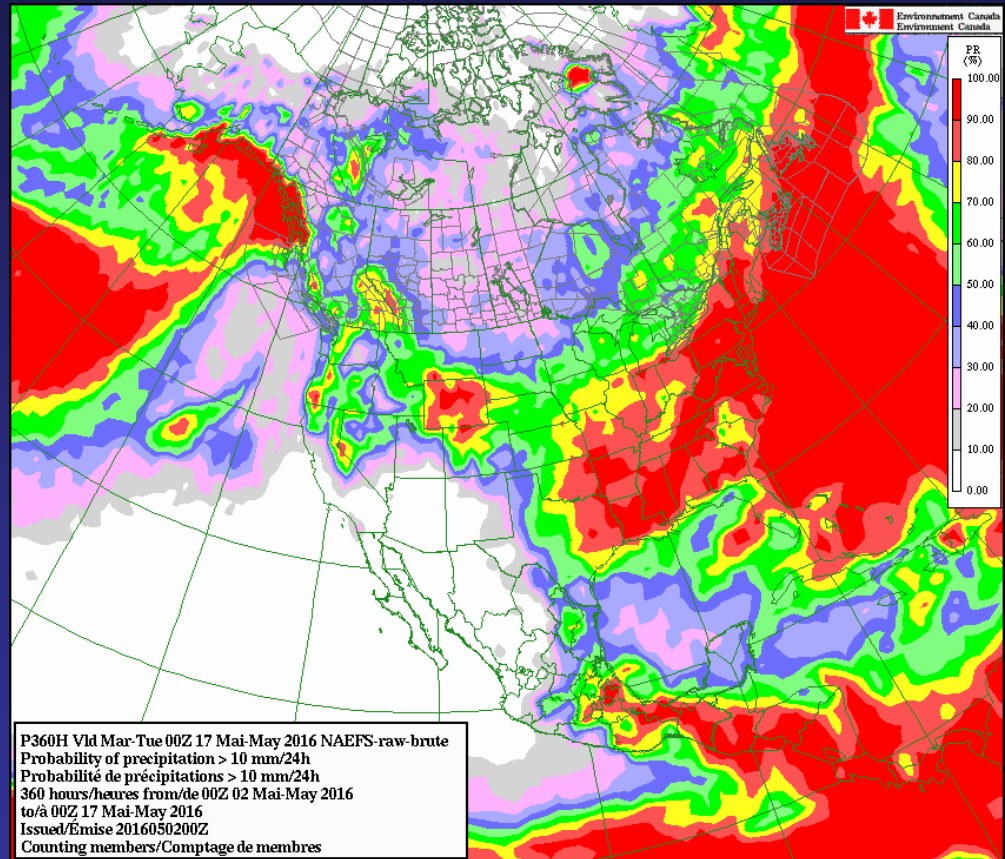 Environnement Canada
Environment Canada
PR
(%)
100.00
90.00
80.00
70.00
60.00
50.00
40.00
30.00
20.00
10.00
0.00
P360H Vld Mar-Tue 00Z 17 Mai-May 2016 NAEFS-raw-brute
Probability of precipitation > 10 mm/24h
Probabilité de précipitations > 10 mm/24h
360 hours/heures from/de 00Z 02 Mai-May 2016
to/à 00Z 17 Mai-May 2016
Issued/Émise 2016050200Z
Counting members/Comptage de membres